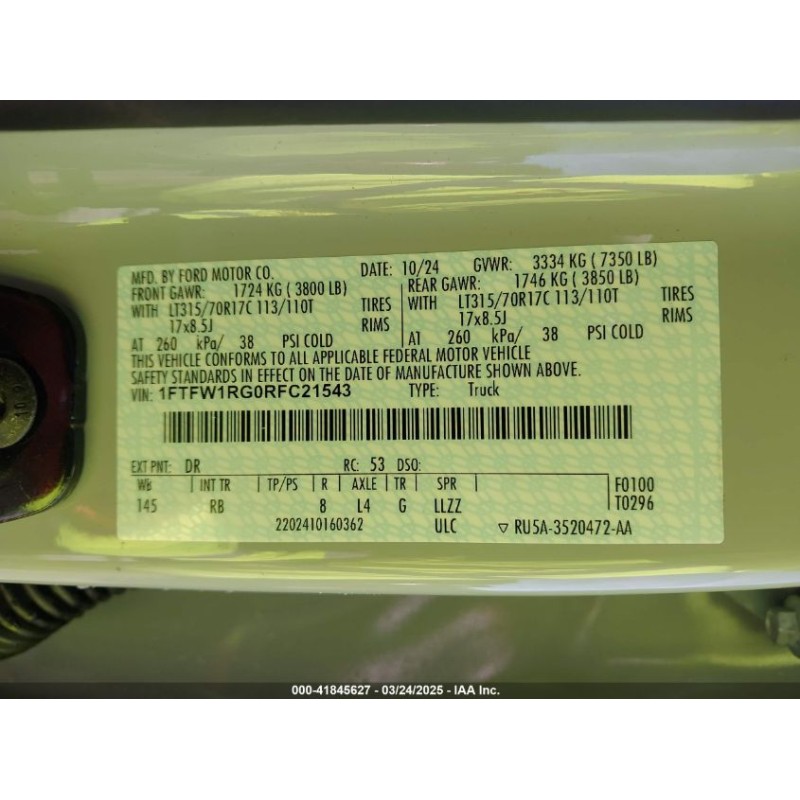 MFD. BY FORD MOTOR CO. DATE: 10/24 GVWR: 3334 KG ( 7350 LB)
FRONT GAWR: 1724 KG ( 3800 LB) REAR GAWR: 1746 KG ( 3850 LB)
WITH LT315/70R17C 113/110T TIRES WITH LT315/70R17C 113/110T TIRES
17x8.5J RIMS 17x8.5J RIMS
AT 260 kPa/ 38 PSI COLD AT 260 kPa/ 38 PSI COLD
THIS VEHICLE CONFORMS TO ALL APPLICABLE FEDERAL MOTOR VEHICLE
SAFETY STANDARDS IN EFFECT ON THE DATE OF MANUFACTURE SHOWN ABOVE.
VIN: 1FTFW1RG0RFC21543 TYPE: Truck
EXT PNT: DR RC: 53 DSO:
WB INT TR TP/PS R AXLE TR SPR F0100
145 RB 8 L4 G LLZZ T0296
2202410160362 ULC ▽ RU5A-3520472-AA
000-41845627 - 03/24/2025 - IAA Inc.